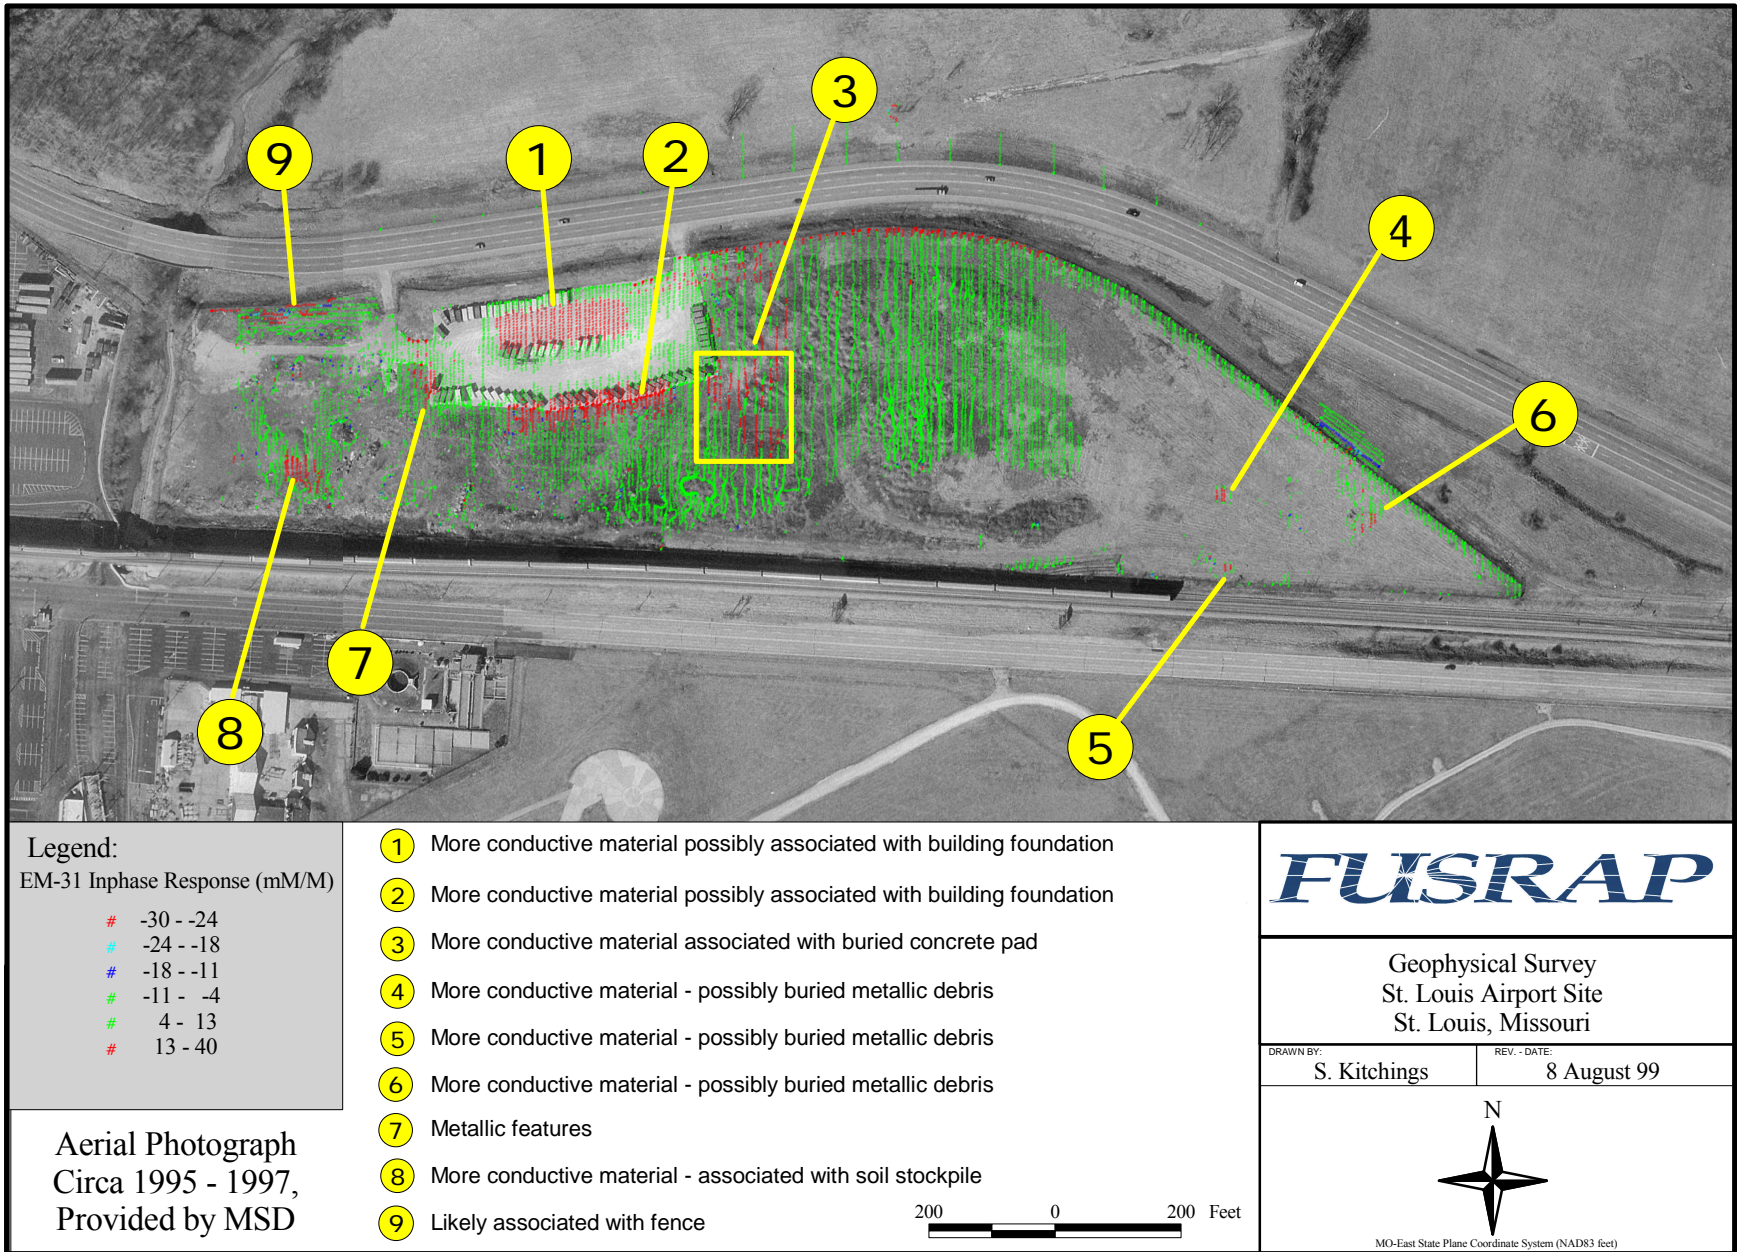 3
9
1
2
4
6
7
8
5
Legend:
EM-31 Inphase Response (mM/M)
# -30 - -24
# -24 - -18
# -18 - -11
# -11 - -4
# 4 - 13
# 13 - 40
Aerial Photograph
Circa 1995 - 1997,
Provided by MSD
1 More conductive material possibly associated with building foundation
2 More conductive material possibly associated with building foundation
3 More conductive material associated with buried concrete pad
4 More conductive material - possibly buried metallic debris
5 More conductive material - possibly buried metallic debris
6 More conductive material - possibly buried metallic debris
7 Metallic features
8 More conductive material - associated with soil stockpile
9 Likely associated with fence
200 0 200 Feet
FUSRAP
Geophysical Survey
St. Louis Airport Site
St. Louis, Missouri
DRAWN BY:
S. Kitchings
REV. - DATE:
8 August 99
N
MO-East State Plane Coordinate System (NAD83 feet)